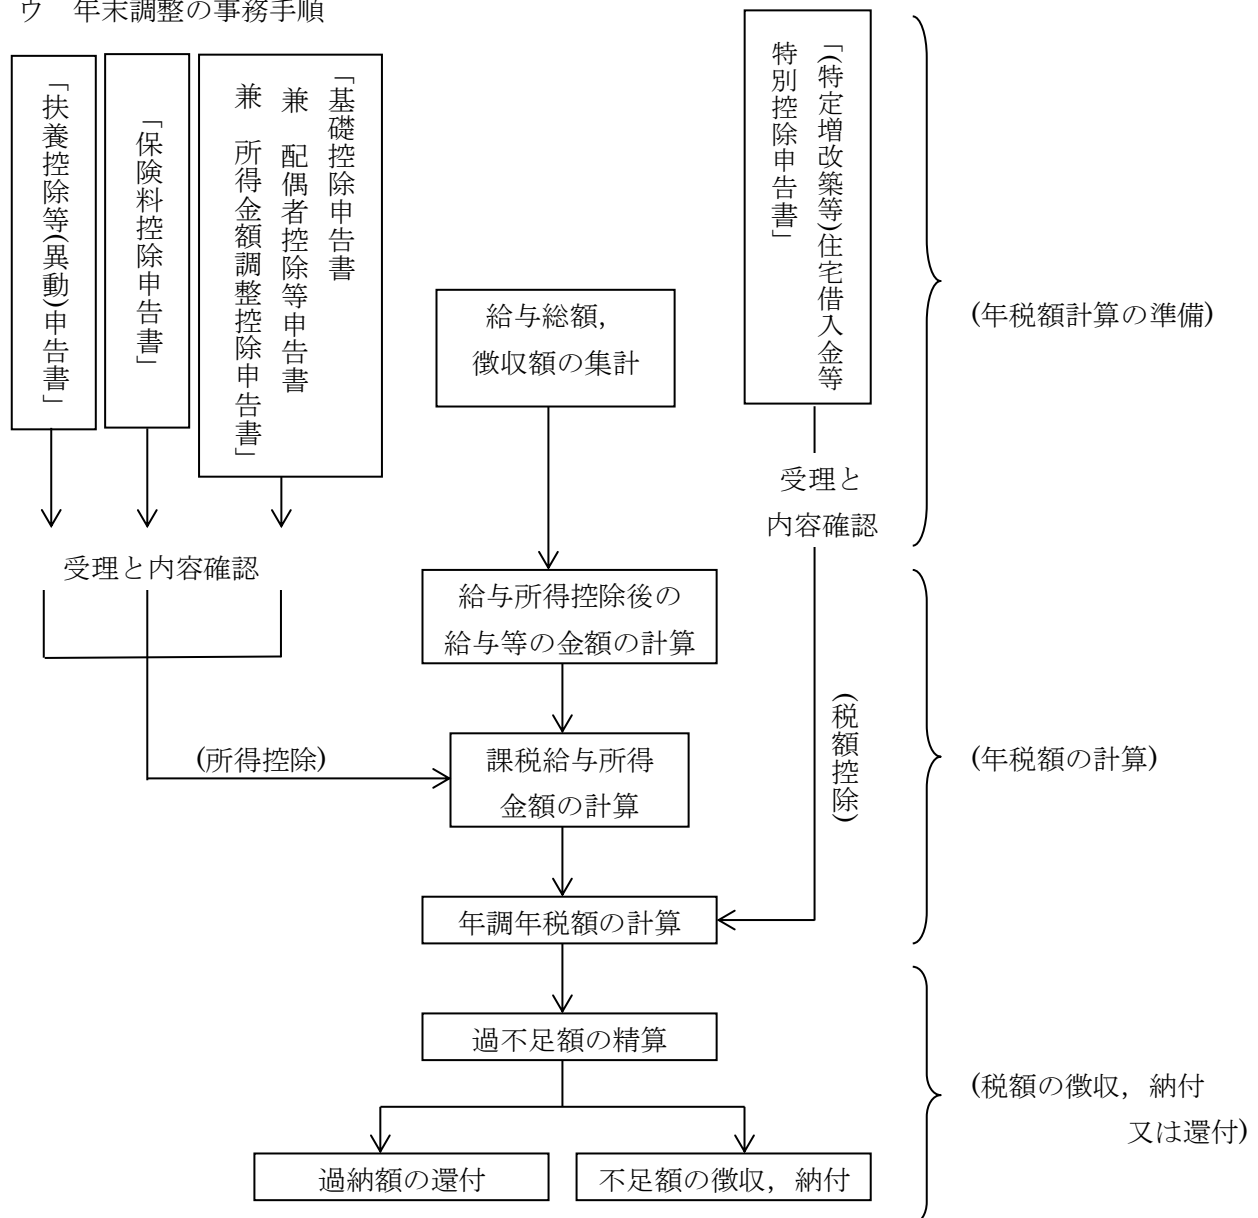 ウ 年末調整の事務手順
「扶養控除等(異動)申告書」
「保険料控除申告書」
「基礎控除申告書
兼 配偶者控除等申告書
兼 所得金額調整控除申告書」
給与総額，
徴収額の集計
「(特定増改築等)住宅借入金等
特別控除申告書」
(年税額計算の準備)
受理と
内容確認
受理と内容確認
給与所得控除後の
給与等の金額の計算
(所得控除)
課税給与所得
金額の計算
(税額控除)
(年税額の計算)
年調年税額の計算
過不足額の精算
(税額の徴収，納付
又は還付)
過納額の還付
不足額の徴収，納付